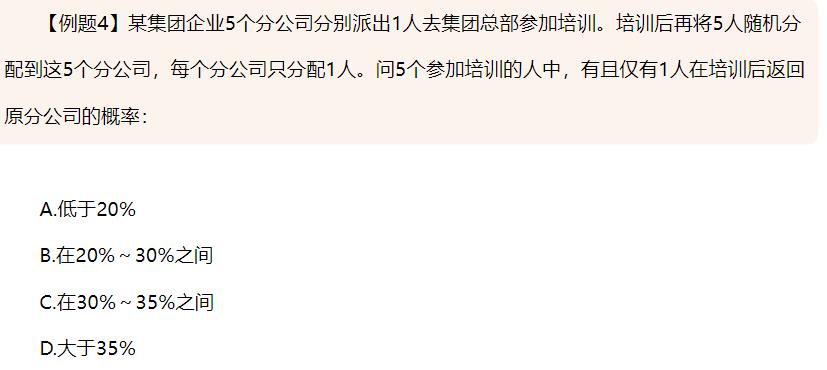 【例题4】某集团企业5个分公司分别派出1人去集团总部参加培训。培训后再将5人随机分
配到这5个分公司，每个分公司只分配1人。问5个参加培训的人中，有且仅有1人在培训后返回
原分公司的概率：
A.低于20%
B.在20%～30%之间
C.在30%～35%之间
D.大于35%